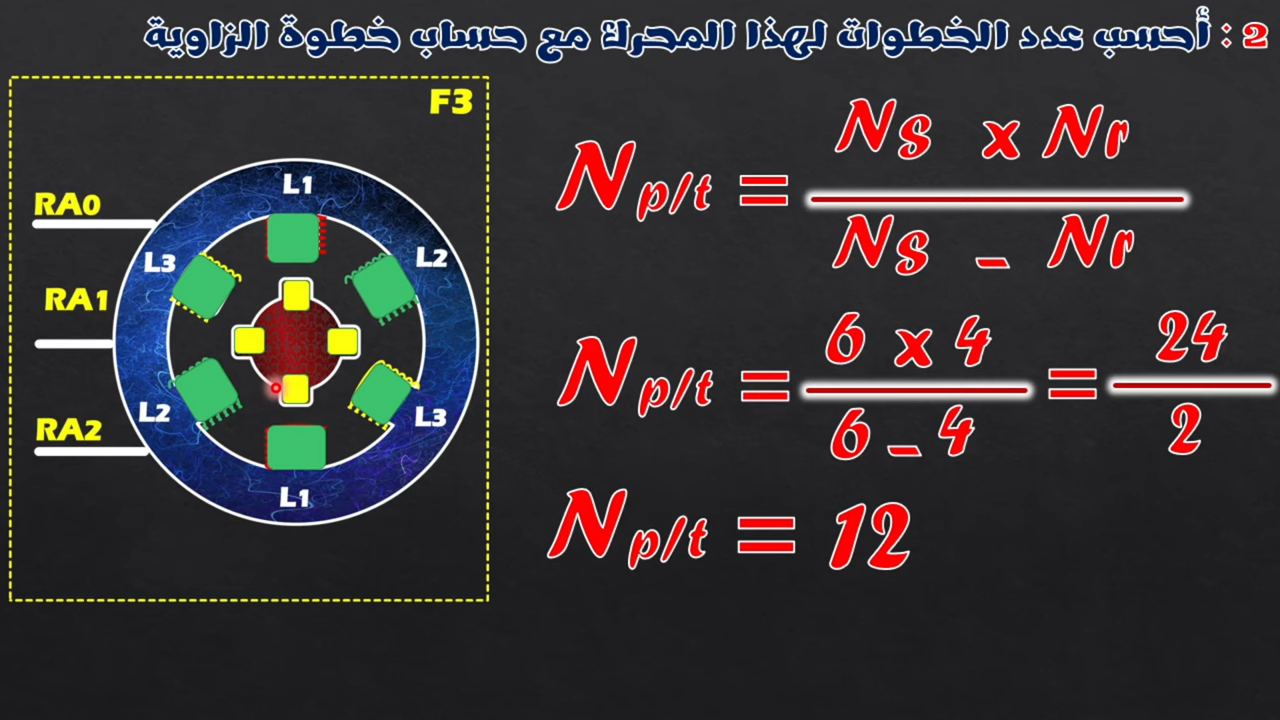 2 : أحسب عدد الخطوات لهذا المحرك مع حساب خطوة الزاوية
F3
L1
RA0
L3
L2
RA1
L2
L3
RA2
L1
Np/t = Ns x Nr
Ns - Nr
Np/t = 6 x 4 = 24
6 - 4 2
Np/t = 12